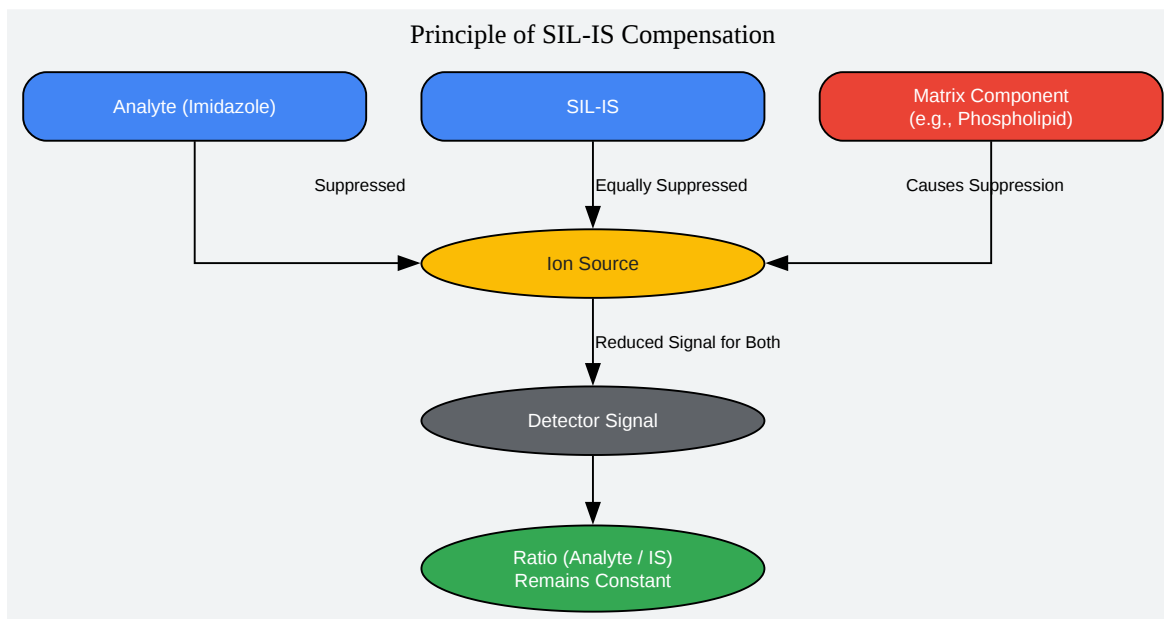 Principle of SIL-IS Compensation
Analyte (Imidazole)
SIL-IS
Matrix Component
(e.g., Phospholipid)
Suppressed
Equally Suppressed
Causes Suppression
Ion Source
Reduced Signal for Both
Detector Signal
Ratio (Analyte / IS)
Remains Constant